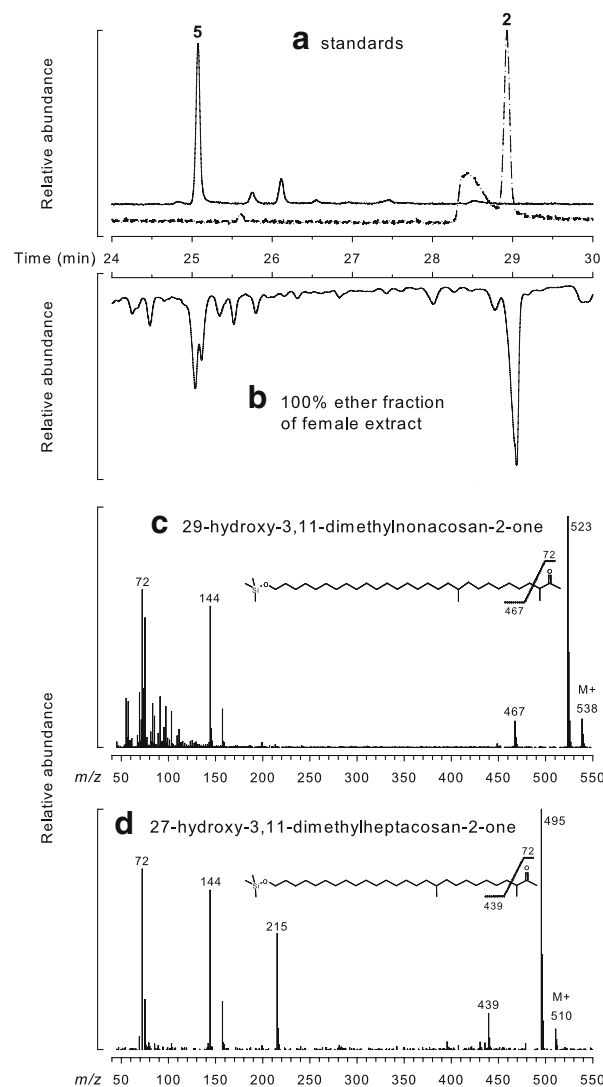 5
2
a standards
Relative abundance
Time (min) 24 25 26 27 28 29 30
b 100% ether fraction
of female extract
Relative abundance
c 29-hydroxy-3,11-dimethylnonacosan-2-one
523
72
144
Si
O
72
O
467
467
M+
538
m/z 50 100 150 200 250 300 350 400 450 500 550
Relative abundance
d 27-hydroxy-3,11-dimethylheptacosan-2-one
495
72
144
215
Si
O
72
O
439
439
M+
510
m/z 50 100 150 200 250 300 350 400 450 500 550